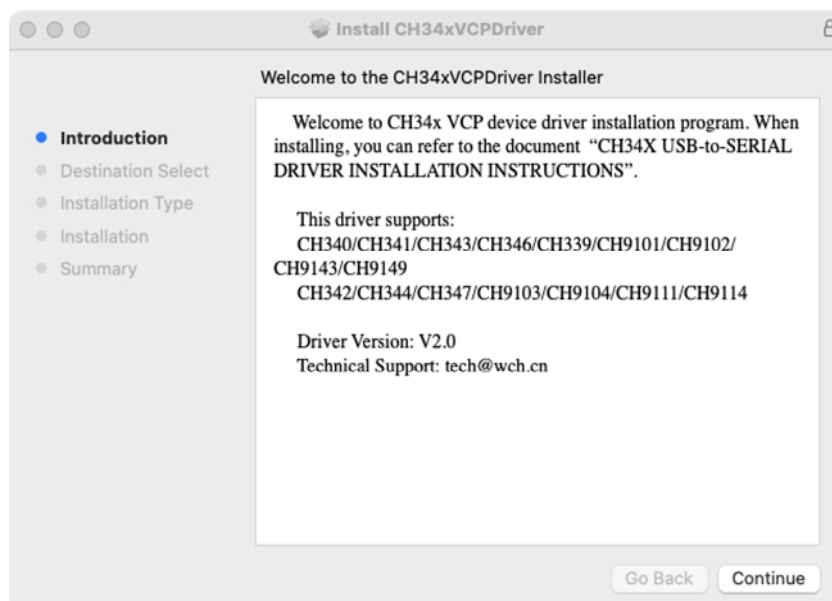 Install CH34xVCPDriver
Welcome to the CH34xVCPDriver Installer
Introduction
Destination Select
Installation Type
Installation
Summary
Welcome to CH34x VCP device driver installation program. When
installing, you can refer to the document “CH34X USB-to-SERIAL
DRIVER INSTALLATION INSTRUCTIONS”.
This driver supports:
CH340/CH341/CH343/CH346/CH339/CH9101/CH9102/
CH9143/CH9149
CH342/CH344/CH347/CH9103/CH9104/CH9111/CH9114
Driver Version: V2.0
Technical Support: tech@wch.cn
Go Back
Continue